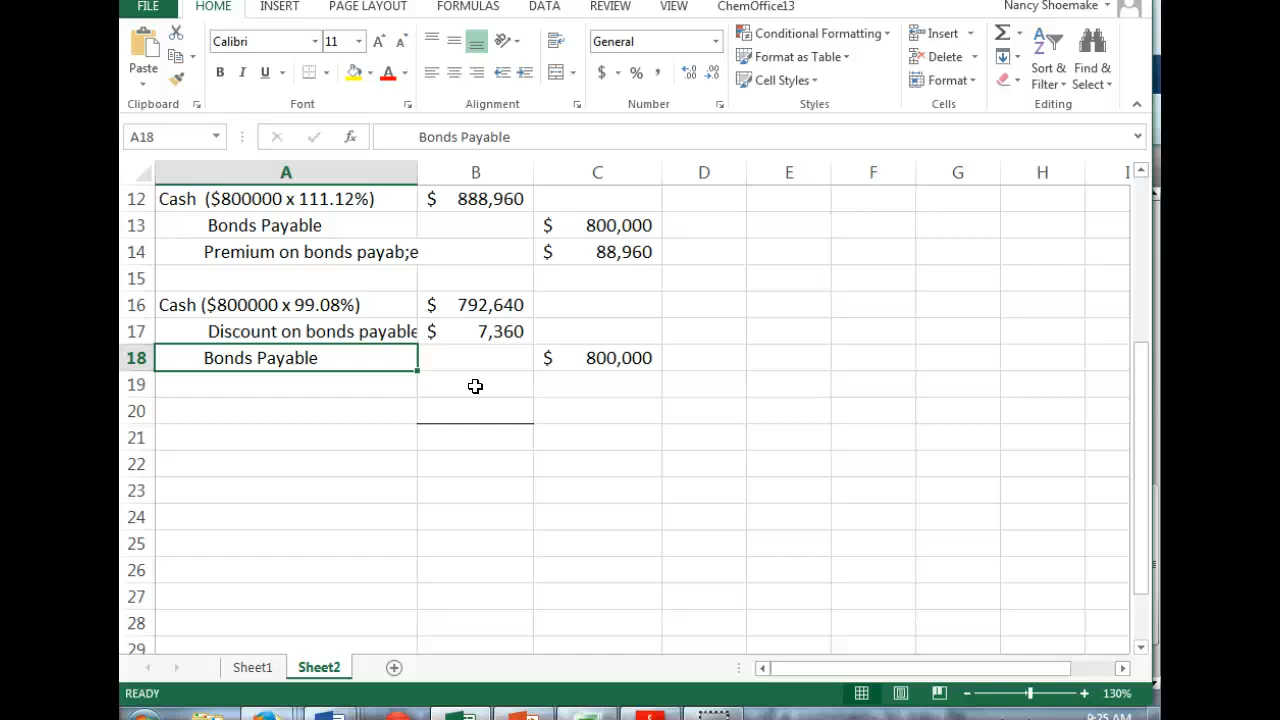 FILE HOME INSERT PAGE LAYOUT FORMULAS DATA REVIEW VIEW ChemOffice13 Nancy Shoemake
Calibri 11 General Conditional Formatting Insert
Paste B I U $ % , Format as Table Delete Sort & Find &
Cell Styles Format Filter Select
Clipboard Font Alignment Number Styles Cells Editing
A18 fx Bonds Payable
A B C D E F G H I
12 Cash ($800000 x 111.12%) $ 888,960
13 Bonds Payable $ 800,000
14 Premium on bonds payab;e $ 88,960
15
16 Cash ($800000 x 99.08%) $ 792,640
17 Discount on bonds payable $ 7,360
18 Bonds Payable $ 800,000
19
20
21
22
23
24
25
26
27
28
29
Sheet1 Sheet2
READY 130%
9:25 AM